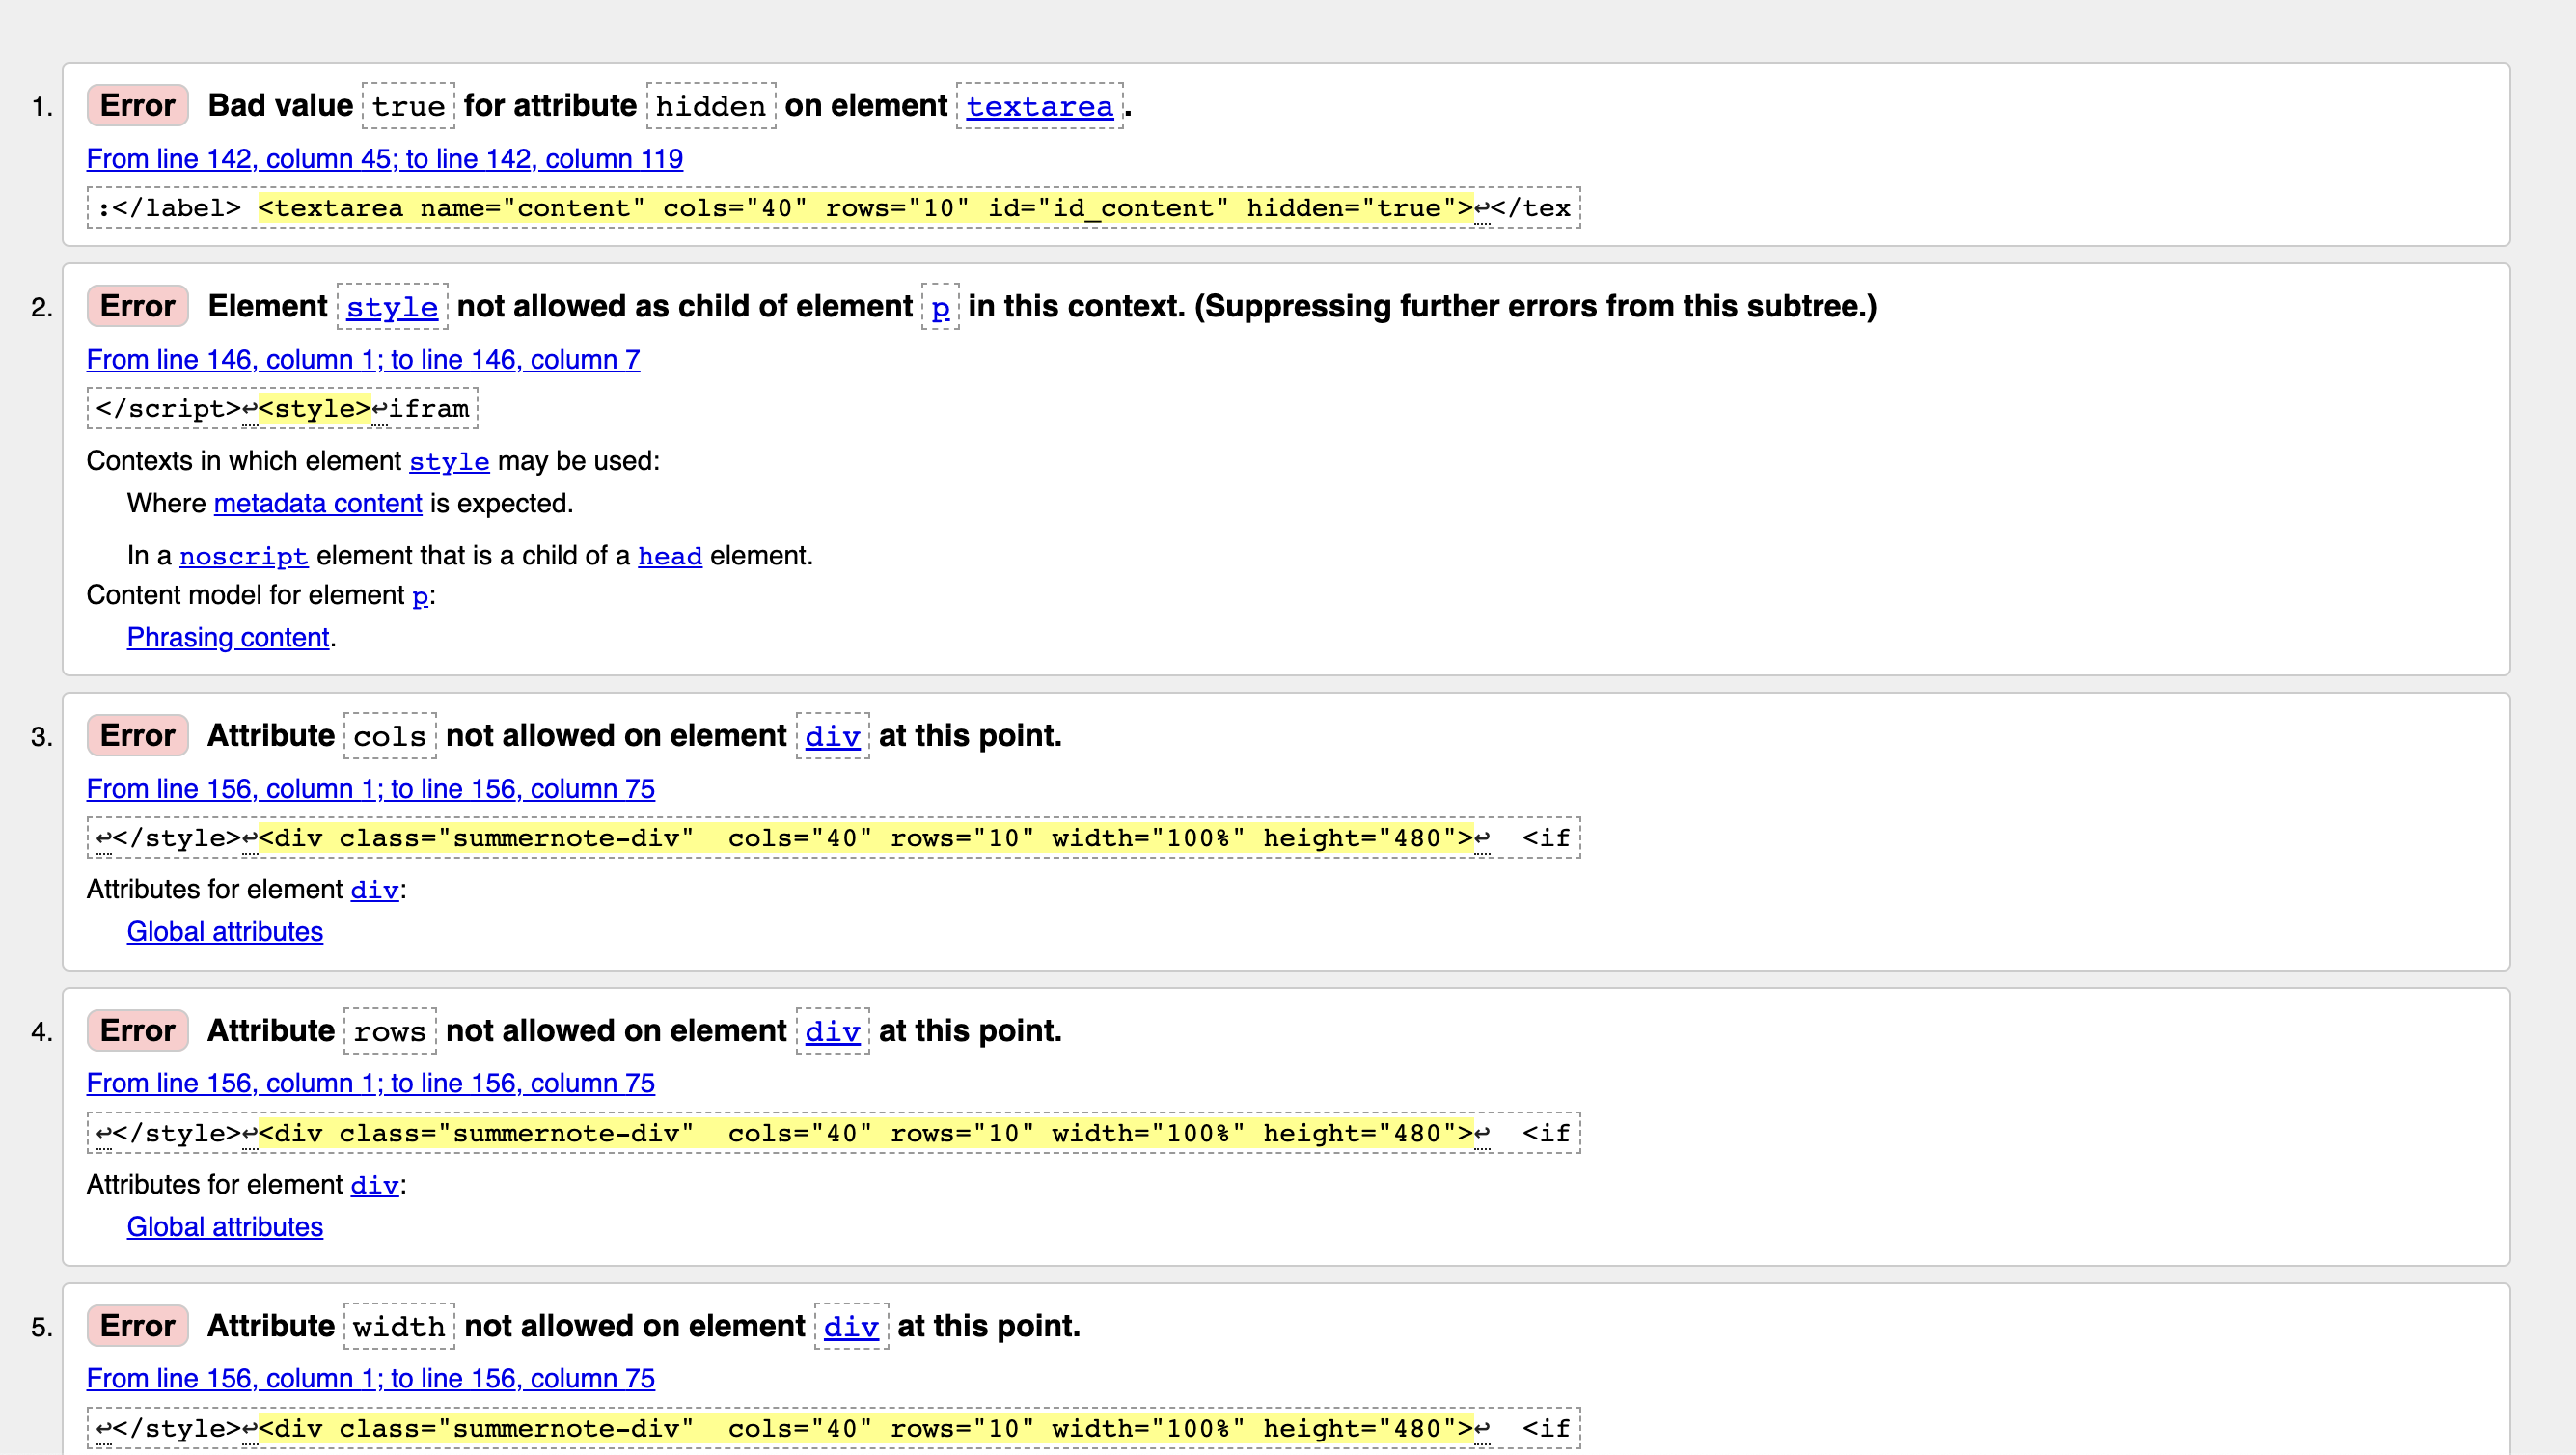 1. Error Bad value true for attribute hidden on element textarea.
From line 142, column 45; to line 142, column 119
:</label> <textarea name="content" cols="40" rows="10" id="id_content" hidden="true">↩</tex
2. Error Element style not allowed as child of element p in this context. (Suppressing further errors from this subtree.)
From line 146, column 1; to line 146, column 7
</script>↩<style>↩ifram
Contexts in which element style may be used:
Where metadata content is expected.
In a noscript element that is a child of a head element.
Content model for element p:
Phrasing content.
3. Error Attribute cols not allowed on element div at this point.
From line 156, column 1; to line 156, column 75
↩</style>↩<div class="summernote-div"  cols="40" rows="10" width="100%" height="480">↩  <if
Attributes for element div:
Global attributes
4. Error Attribute rows not allowed on element div at this point.
From line 156, column 1; to line 156, column 75
↩</style>↩<div class="summernote-div"  cols="40" rows="10" width="100%" height="480">↩  <if
Attributes for element div:
Global attributes
5. Error Attribute width not allowed on element div at this point.
From line 156, column 1; to line 156, column 75
↩</style>↩<div class="summernote-div"  cols="40" rows="10" width="100%" height="480">↩  <if